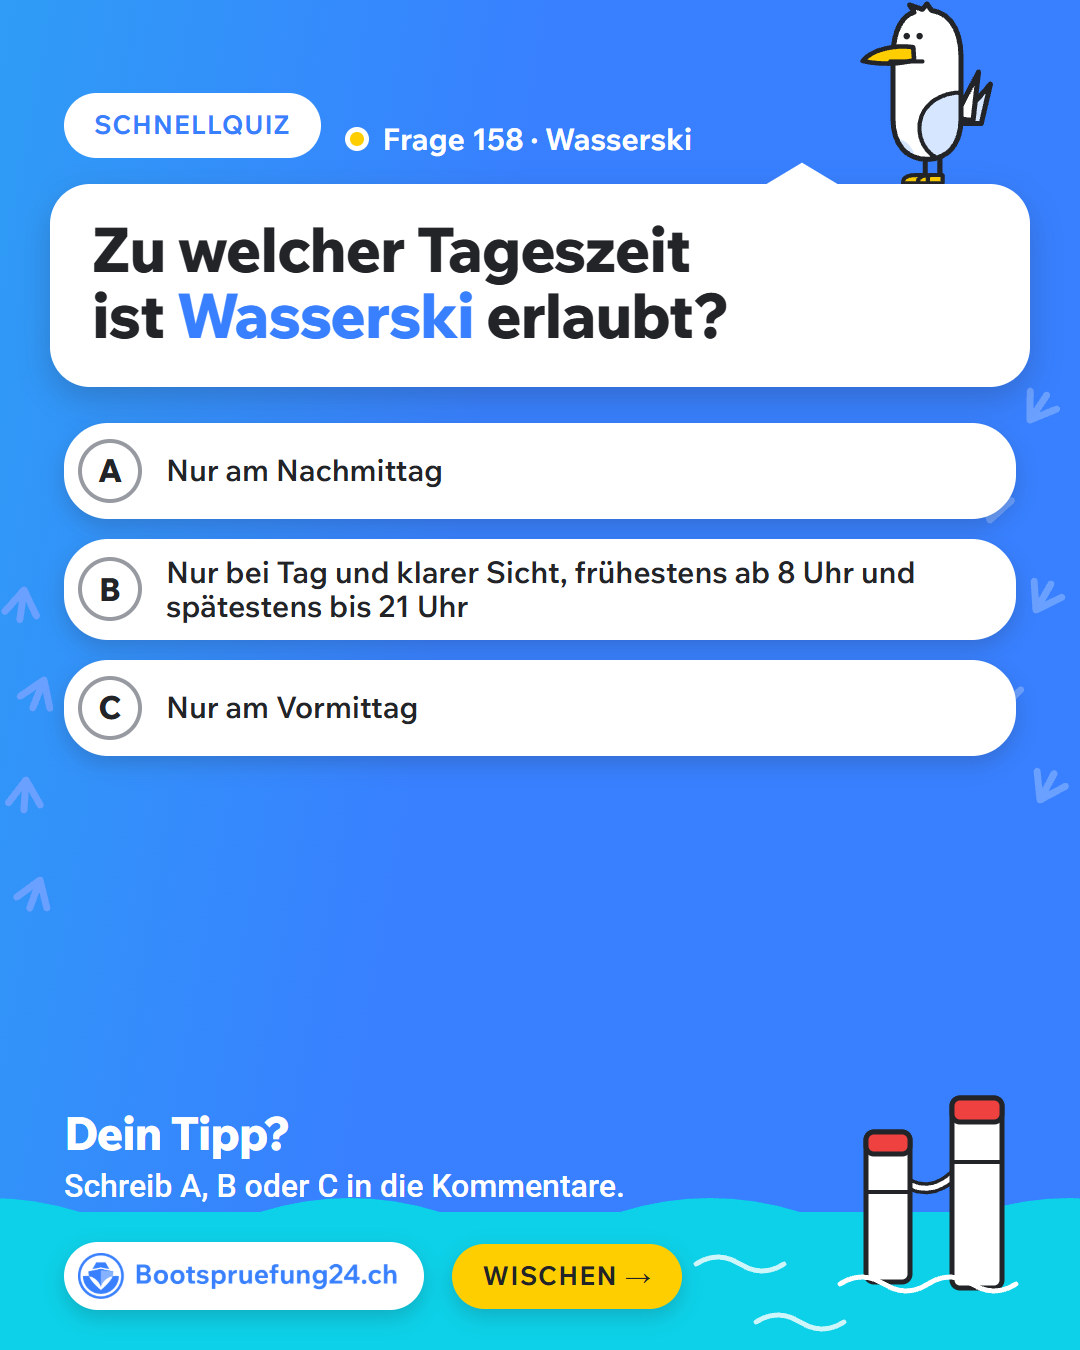 SCHNELLQUIZ
Frage 158 · Wasserski
Zu welcher Tageszeit
ist Wasserski erlaubt?
A Nur am Nachmittag
B Nur bei Tag und klarer Sicht, frühestens ab 8 Uhr und
spätestens bis 21 Uhr
C Nur am Vormittag
Dein Tipp?
Schreib A, B oder C in die Kommentare.
Bootspruefung24.ch
WISCHEN →